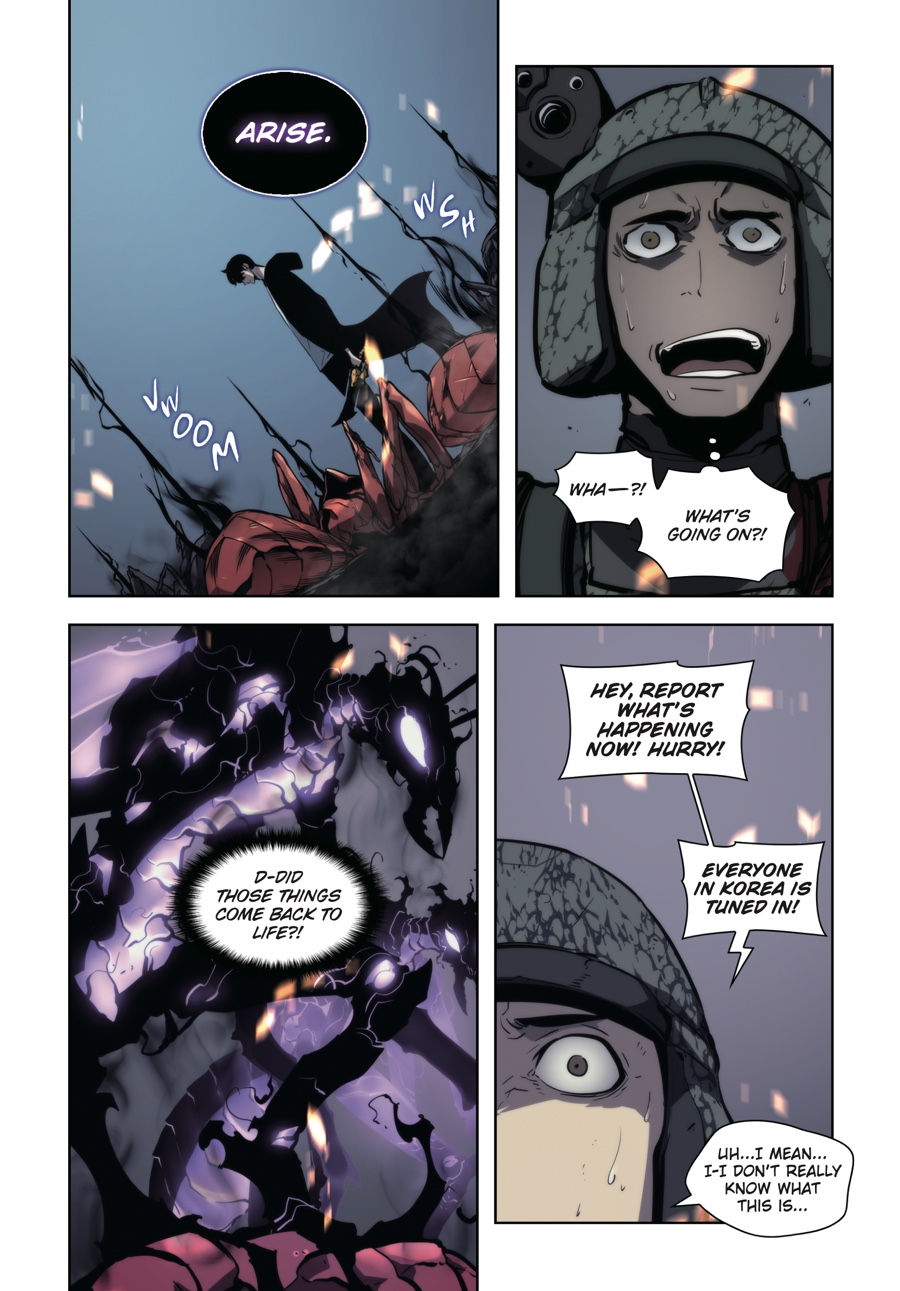 ARISE.
WSH
VWOOM
WHA—?!
WHAT'S
GOING ON?!
D-DID
THOSE THINGS
COME BACK TO
LIFE?!
HEY, REPORT
WHAT'S
HAPPENING
NOW! HURRY!
EVERYONE
IN KOREA IS
TUNED IN!
UH...I MEAN...
I-I DON'T REALLY
KNOW WHAT
THIS IS...